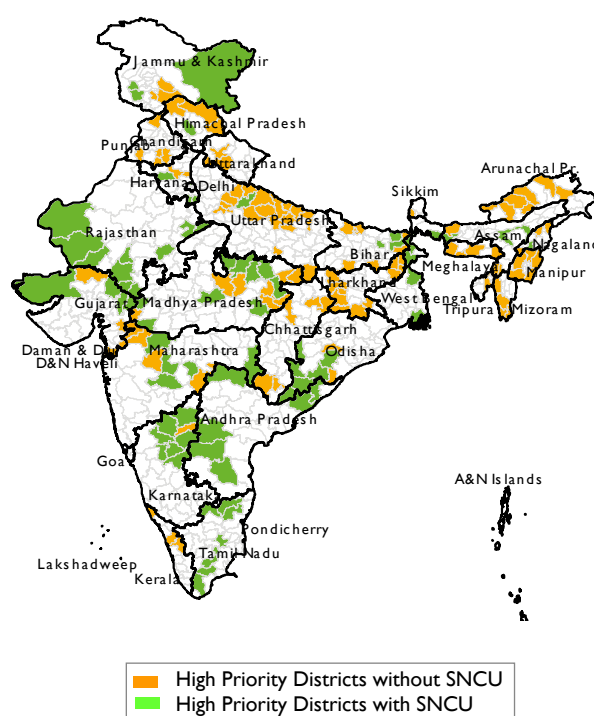 Jammu & Kashmir
Himachal Pradesh
Chandigarh
Punjab
Uttarakhand
Haryana
Delhi
Arunachal Pr.
Sikkim
Uttar Pradesh
Rajasthan
Assam
Nagaland
Bihar
Meghalaya
Manipur
Jharkhand
Gujarat
Madhya Pradesh
West Bengal
Tripura
Mizoram
Chhattisgarh
Daman & Diu
Maharashtra
Odisha
D&N Haveli
Andhra Pradesh
Goa
A&N Islands
Karnataka
Pondicherry
Tamil Nadu
Lakshadweep
Kerala
High Priority Districts without SNCU
High Priority Districts with SNCU